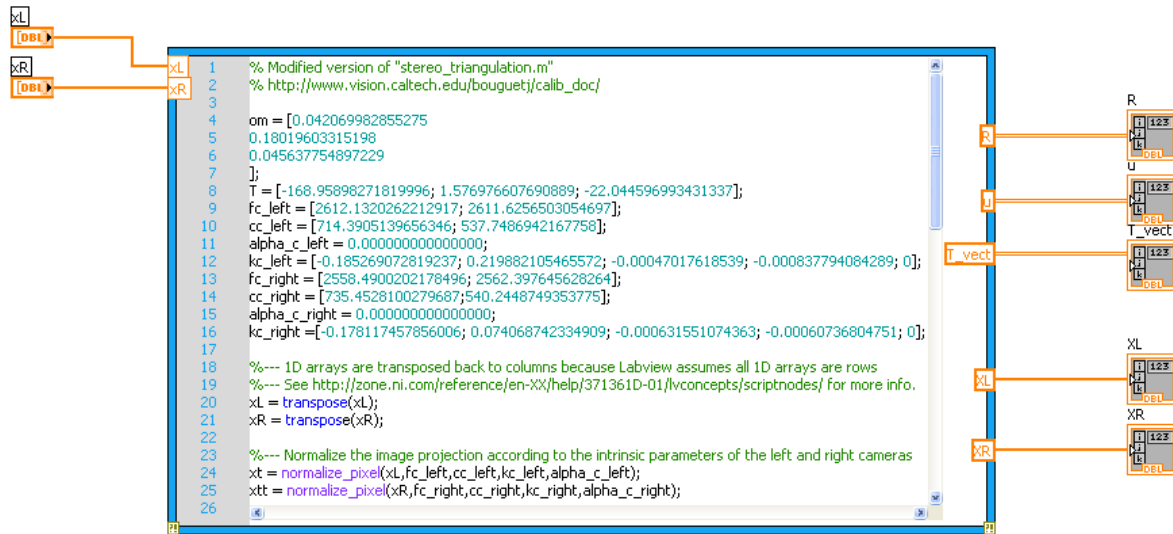 xL
[DBL]
xR
[DBL]
xL
xR
1 % Modified version of "stereo_triangulation.m"
2 % http://www.vision.caltech.edu/bouguetj/calib_doc/
3
4 om = [0.042069982855275
5 0.18019603315198
6 0.045637754897229
7 ];
8 T = [-168.95898271819996; 1.576976607690889; -22.044596993431337];
9 fc_left = [2612.1320262212917; 2611.6256503054697];
10 cc_left = [714.3905139656346; 537.7486942167758];
11 alpha_c_left = 0.000000000000000;
12 kc_left = [-0.185269072819237; 0.219882105465572; -0.00047017618539; -0.000837794084289; 0];
13 fc_right = [2558.4900202178496; 2562.397645628264];
14 cc_right = [735.4528100279687;540.2448749353775];
15 alpha_c_right = 0.000000000000000;
16 kc_right =[-0.178117457856006; 0.074068742334909; -0.000631551074363; -0.00060736804751; 0];
17
18 %--- 1D arrays are transposed back to columns because Labview assumes all 1D arrays are rows
19 %--- See http://zone.ni.com/reference/en-XX/help/371361D-01/lvconcepts/scriptnodes/ for more info.
20 xL = transpose(xL);
21 xR = transpose(xR);
22
23 %--- Normalize the image projection according to the intrinsic parameters of the left and right cameras
24 xt = normalize_pixel(xL,fc_left,cc_left,kc_left,alpha_c_left);
25 xtt = normalize_pixel(xR,fc_right,cc_right,kc_right,alpha_c_right);
26
R
u
T_vect
XL
XR
R
i 123
j
k
DBL
u
i 123
j
k
DBL
T_vect
i 123
j
k
DBL
XL
i 123
j
k
DBL
XR
i 123
j
k
DBL